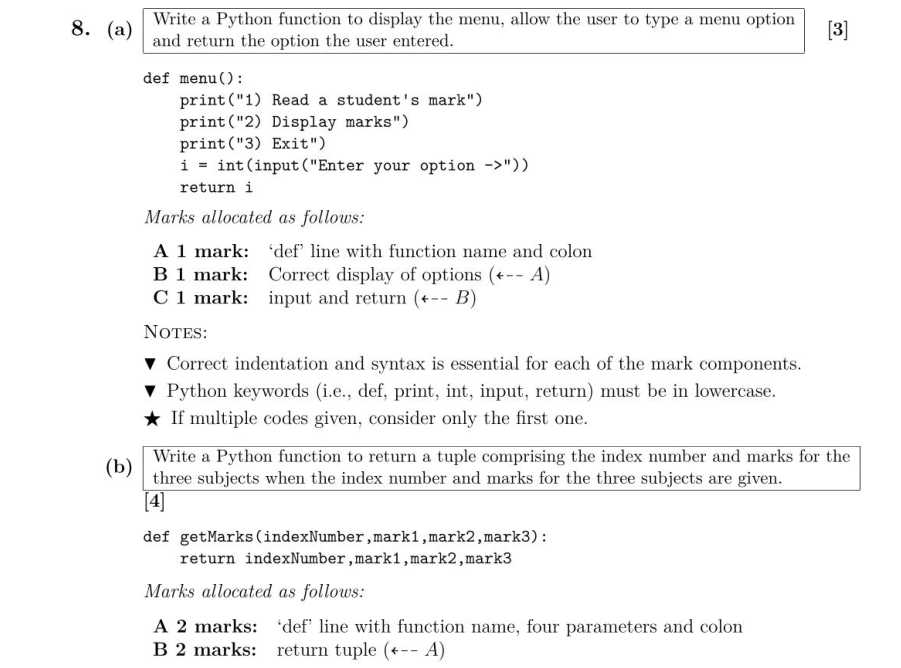 8. (a) Write a Python function to display the menu, allow the user to type a menu option [3]
and return the option the user entered.
def menu():
    print("1) Read a student's mark")
    print("2) Display marks")
    print("3) Exit")
    i = int(input("Enter your option ->"))
    return i
Marks allocated as follows:
A 1 mark: ‘def’ line with function name and colon
B 1 mark: Correct display of options (←-- A)
C 1 mark: input and return (←-- B)
NOTES:
▼ Correct indentation and syntax is essential for each of the mark components.
▼ Python keywords (i.e., def, print, int, input, return) must be in lowercase.
★ If multiple codes given, consider only the first one.
(b) Write a Python function to return a tuple comprising the index number and marks for the
three subjects when the index number and marks for the three subjects are given.
[4]
def getMarks(indexNumber,mark1,mark2,mark3):
    return indexNumber,mark1,mark2,mark3
Marks allocated as follows:
A 2 marks: ‘def’ line with function name, four parameters and colon
B 2 marks: return tuple (←-- A)